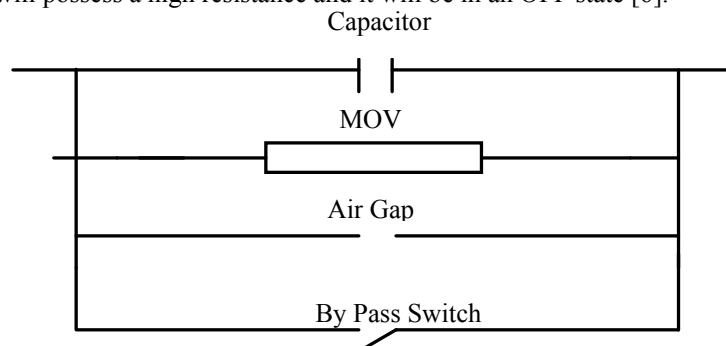 will possess a high resistance and it will be in an OFF state [6].
Capacitor
MOV
Air Gap
By Pass Switch